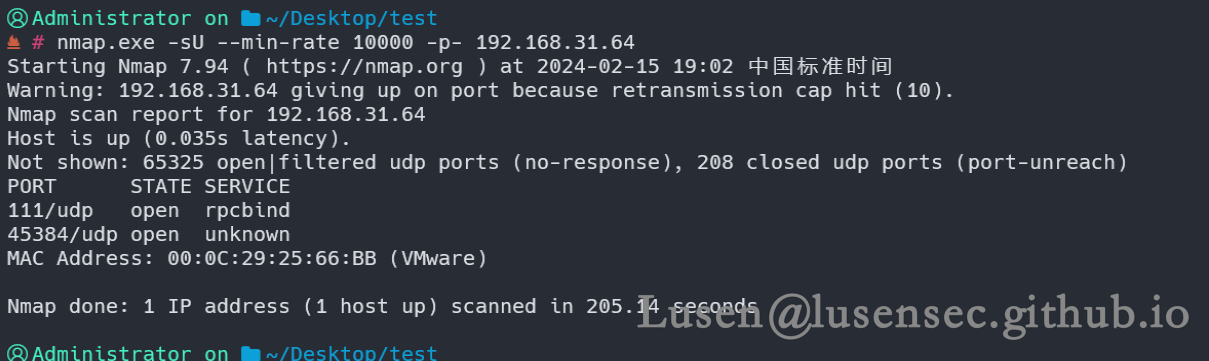 Administrator on ~/Desktop/test
# nmap.exe -sU --min-rate 10000 -p- 192.168.31.64
Starting Nmap 7.94 ( https://nmap.org ) at 2024-02-15 19:02 中国标准时间
Warning: 192.168.31.64 giving up on port because retransmission cap hit (10).
Nmap scan report for 192.168.31.64
Host is up (0.035s latency).
Not shown: 65325 open|filtered udp ports (no-response), 208 closed udp ports (port-unreach)
PORT STATE SERVICE
111/udp open rpcbind
45384/udp open unknown
MAC Address: 00:0C:29:25:66:BB (VMware)
Nmap done: 1 IP address (1 host up) scanned in 205.14 seconds
Lusen@lusensec.github.io
Administrator on ~/Desktop/test